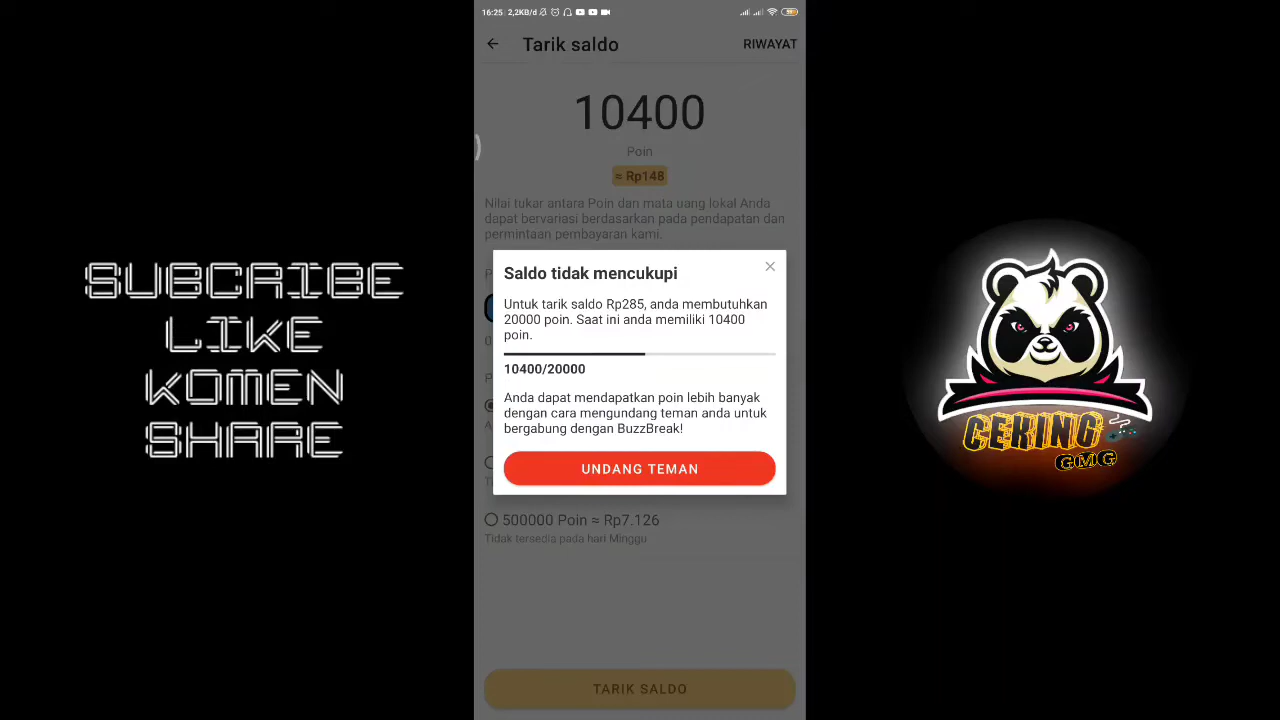 16:25 2,2KB/d
Tarik saldo
RIWAYAT
10400
Poin
≈ Rp148
Nilai tukar antara Poin dan mata uang lokal Anda
dapat bervariasi berdasarkan pada pendapatan dan
permintaan pembayaran kami.
Saldo tidak mencukupi
Untuk tarik saldo Rp285, anda membutuhkan
20000 poin. Saat ini anda memiliki 10400
poin.
10400/20000
Anda dapat mendapatkan poin lebih banyak
dengan cara mengundang teman anda untuk
bergabung dengan BuzzBreak!
UNDANG TEMAN
500000 Poin ≈ Rp7.126
Tidak tersedia pada hari Minggu
TARIK SALDO
SUBCRIBE
LIKE
KOMEN
SHARE
CEKING
GMG